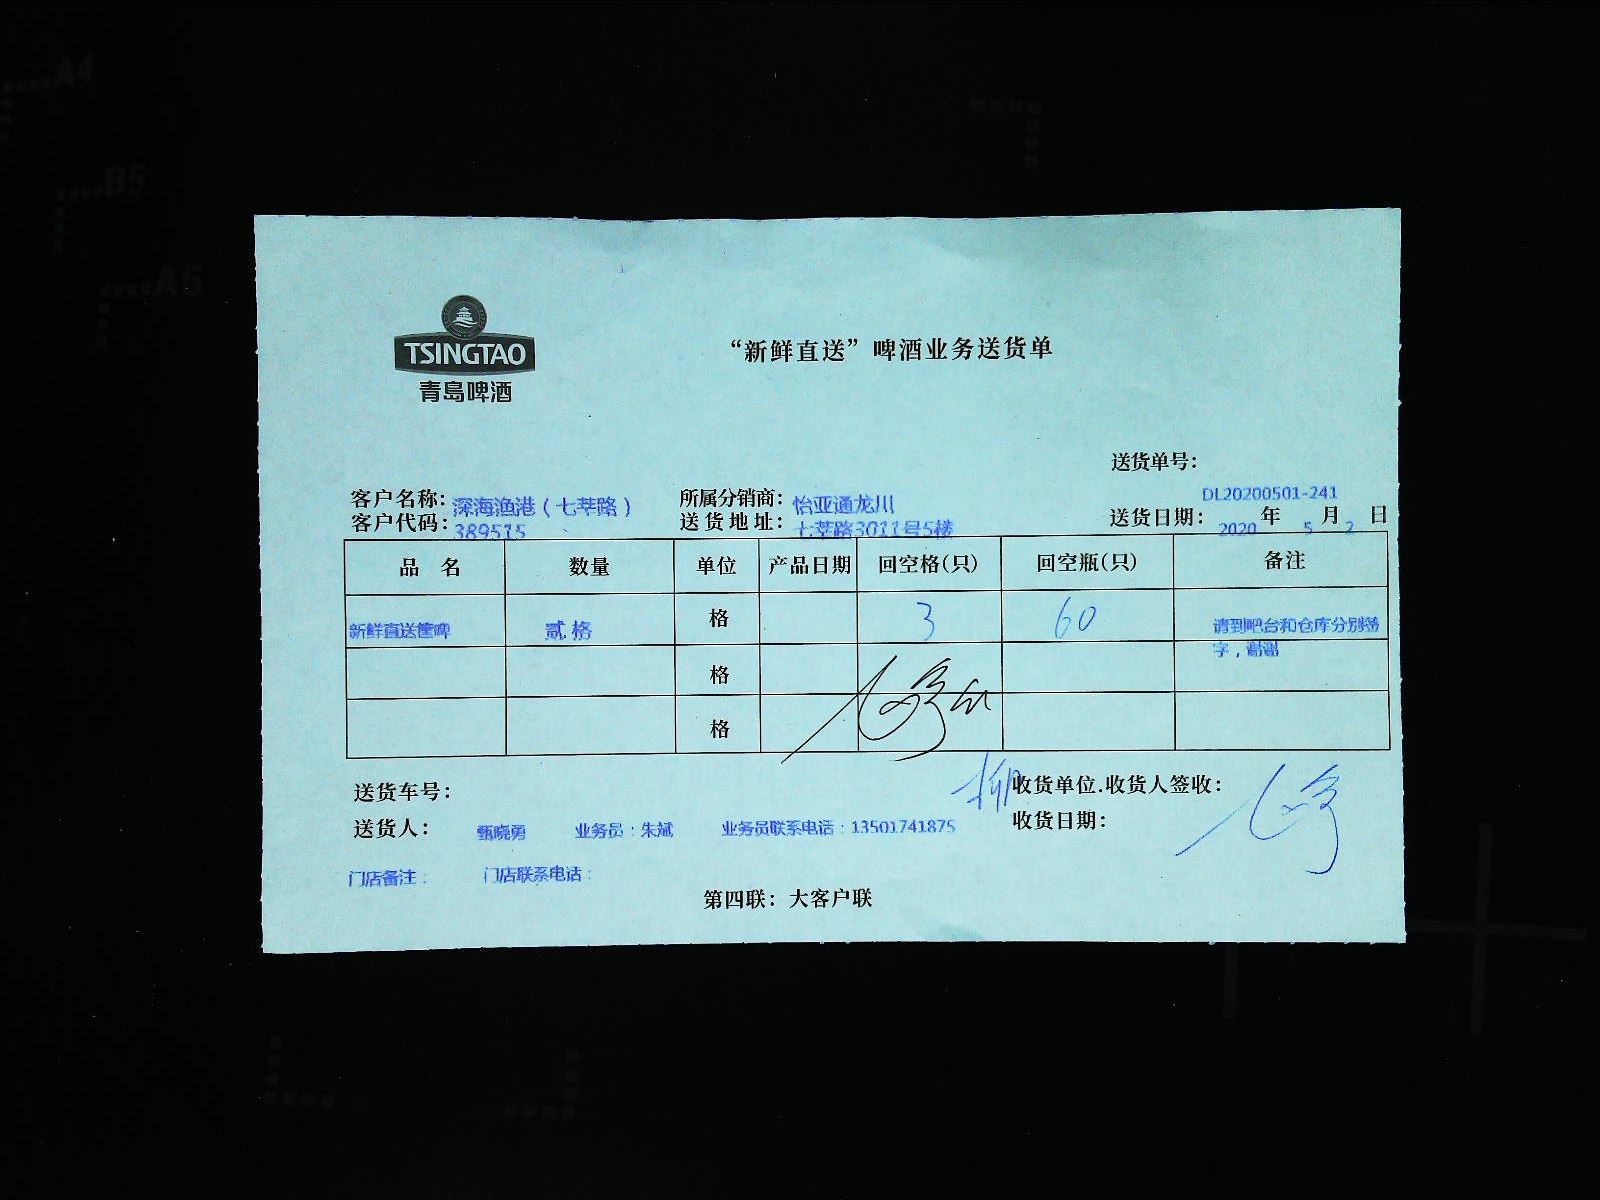 A4
B5
A5
TSINGTAO
青岛啤酒
“新鲜直送”啤酒业务送货单
送货单号：
DL20200501-241
客户名称：深海渔港（七莘路） 所属分销商：怡亚通龙川
客户代码：389515 送货地址：七莘路3011号5楼 送货日期：2020年5月2日
品名 数量 单位 产品日期 回空格(只) 回空瓶(只) 备注
新鲜直送筐啤 贰格 格 3 60 请到吧台和仓库分别签
字，谢谢
格
格
送货车号： 收货单位.收货人签收：
送货人： 甄晓勇 业务员：朱斌 业务员联系电话：13501741875 收货日期：
门店备注： 门店联系电话：
第四联：大客户联